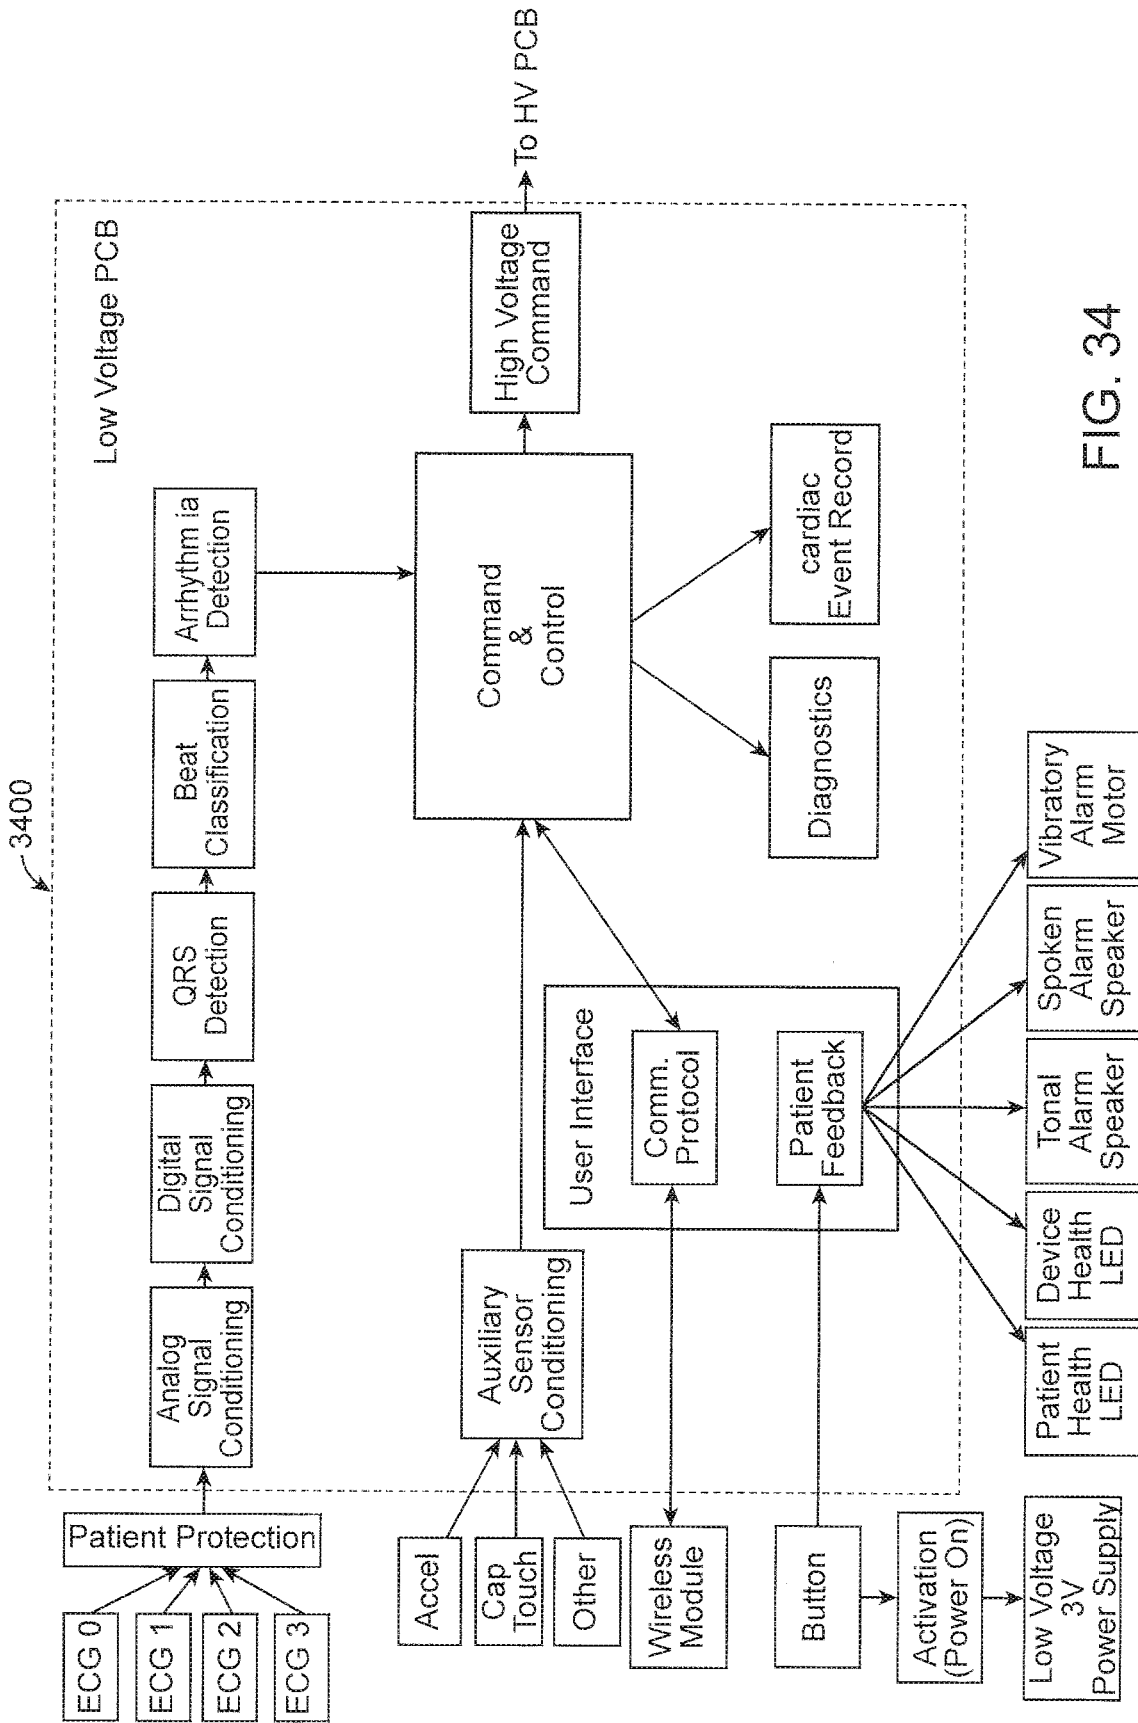 3400
Low Voltage PCB
ECG 0
ECG 1
ECG 2
ECG 3
Patient Protection
Analog
Signal
Conditioning
Digital
Signal
Conditioning
QRS
Detection
Beat
Classification
Arrhythm ia
Detection
Accel
Cap
Touch
Other
Auxiliary
Sensor
Conditioning
Command
&
Control
High Voltage
Command
To HV PCB
Wireless
Module
User Interface
Comm.
Protocol
Button
Patient
Feedback
Diagnostics
cardiac
Event Record
Activation
(Power On)
Low Voltage
3V
Power Supply
Patient
Health
LED
Device
Health
LED
Tonal
Alarm
Speaker
Spoken
Alarm
Speaker
Vibratory
Alarm
Motor
FIG. 34